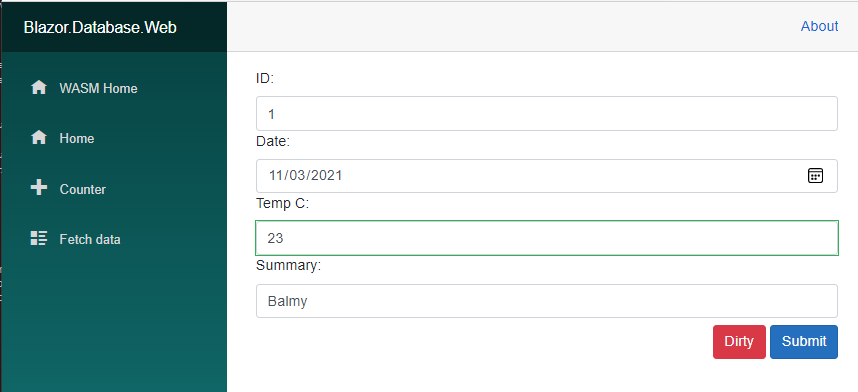 Blazor.Database.Web
About
WASM Home
Home
Counter
Fetch data
ID:
1
Date:
11/03/2021
Temp C:
23
Summary:
Balmy
Dirty Submit